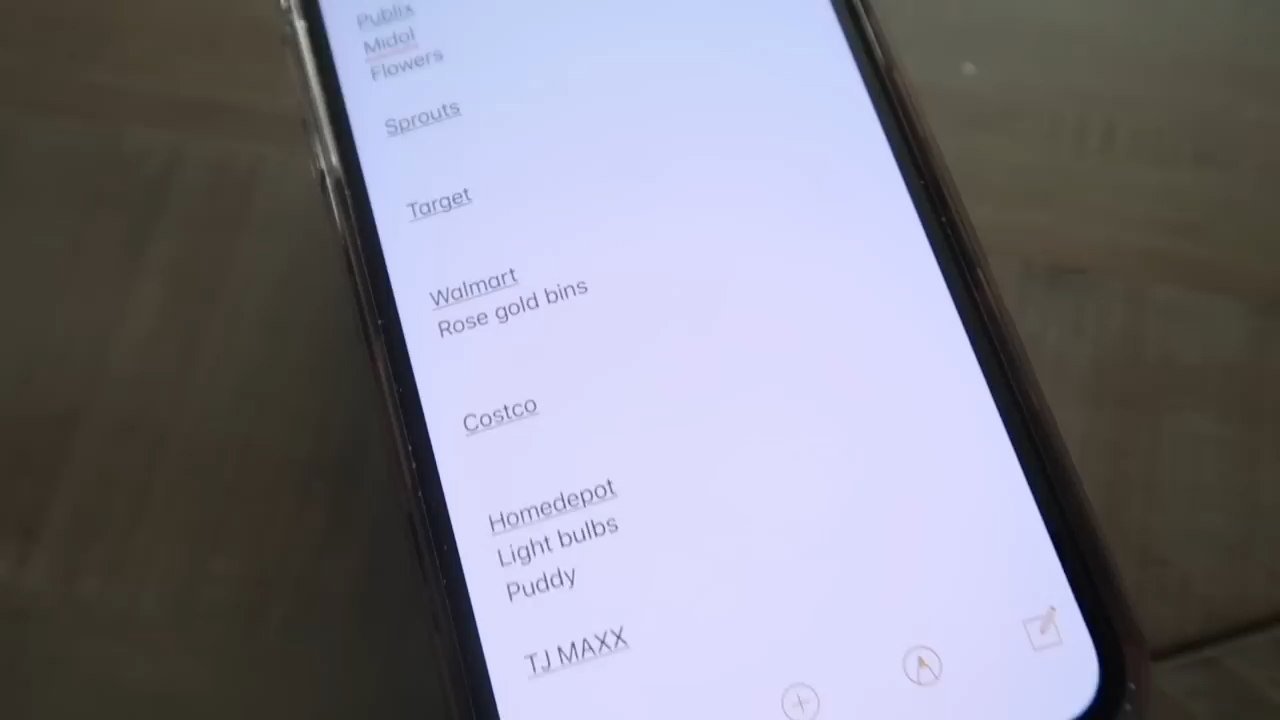 Publix
Midol
Flowers
Sprouts
Target
Walmart
Rose gold bins
Costco
Homedepot
Light bulbs
Puddy
TJ MAXX